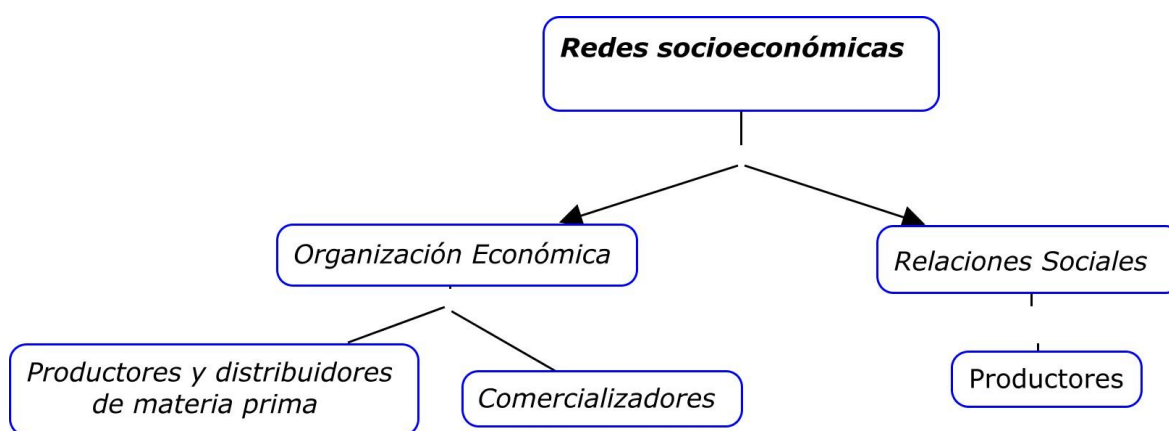 Redes socioeconómicas
Organización Económica
Relaciones Sociales
Productores y distribuidores
de materia prima
Comercializadores
Productores